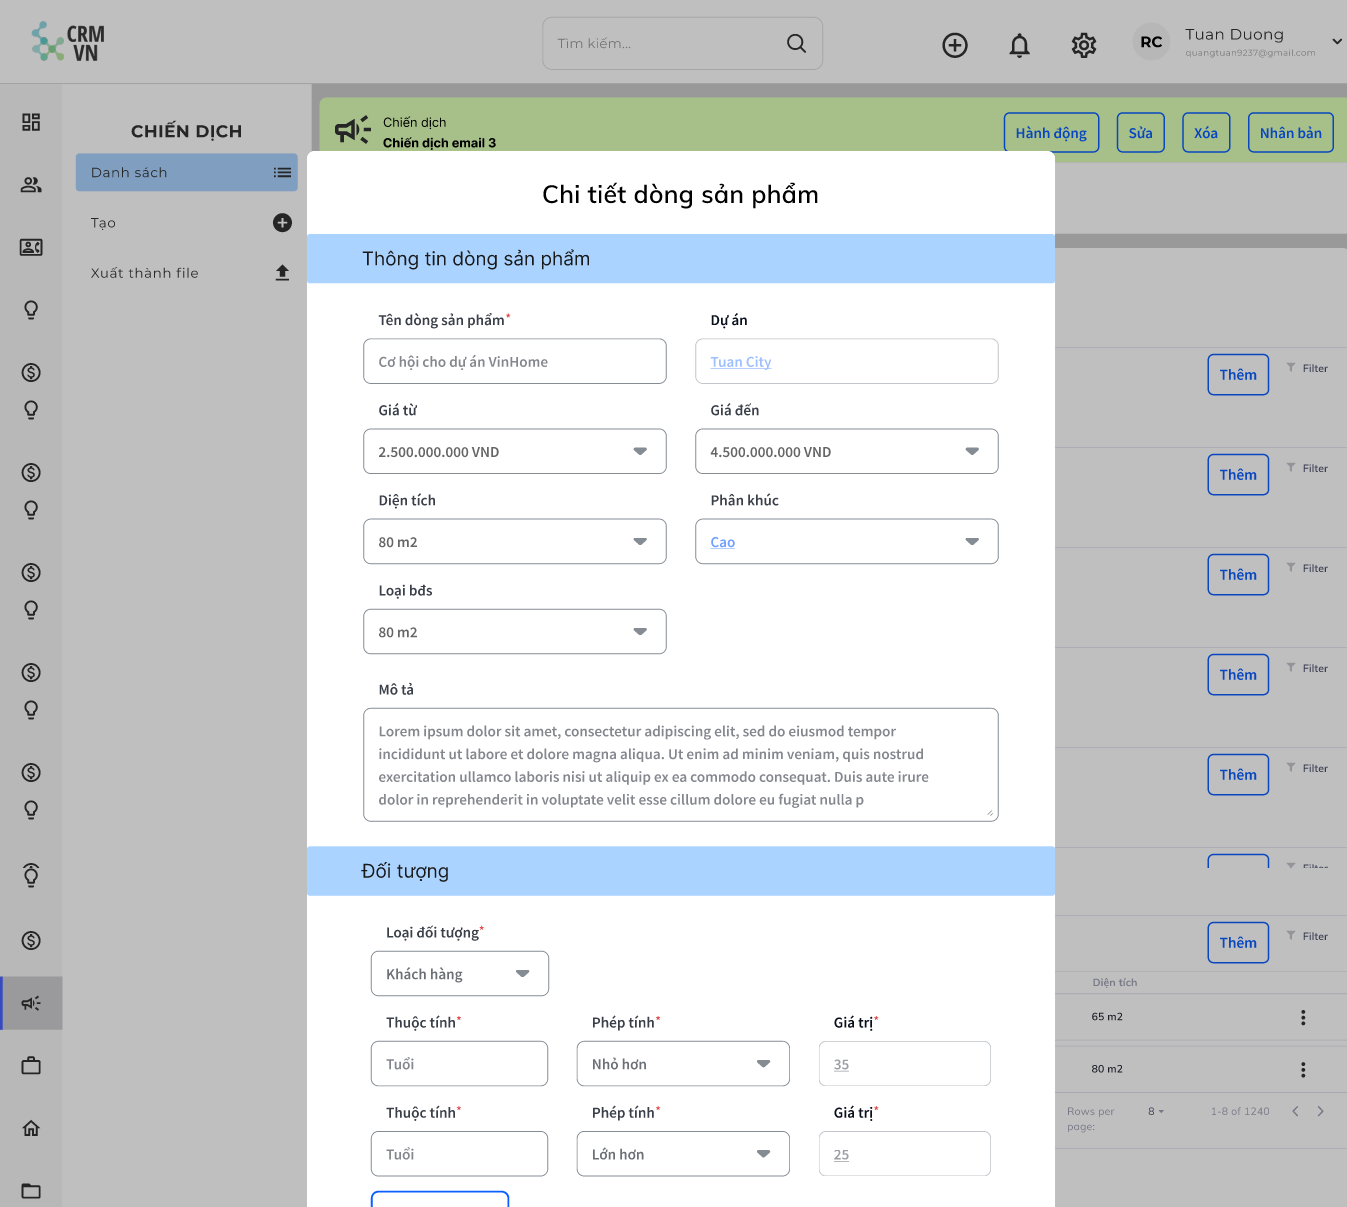 CRM
VN
Tìm kiếm...
RC
Tuan Duong
quangtuan9237@gmail.com
CHIẾN DỊCH
Danh sách
Tạo
Xuất thành file
Chiến dịch
Chiến dịch email 3
Hành động
Sửa
Xóa
Nhân bản
Chi tiết dòng sản phẩm
Thông tin dòng sản phẩm
Tên dòng sản phẩm*
Dự án
Cơ hội cho dự án VinHome
Tuan City
Giá từ
Giá đến
2.500.000.000 VND
4.500.000.000 VND
Diện tích
Phân khúc
80 m2
Cao
Loại bđs
80 m2
Mô tả
Lorem ipsum dolor sit amet, consectetur adipiscing elit, sed do eiusmod tempor
incididunt ut labore et dolore magna aliqua. Ut enim ad minim veniam, quis nostrud
exercitation ullamco laboris nisi ut aliquip ex ea commodo consequat. Duis aute irure
dolor in reprehenderit in voluptate velit esse cillum dolore eu fugiat nulla p
Đối tượng
Loại đối tượng*
Khách hàng
Thuộc tính*
Phép tính*
Giá trị*
Tuổi
Nhỏ hơn
35
Thuộc tính*
Phép tính*
Giá trị*
Tuổi
Lớn hơn
25
Thêm
Filter
Thêm
Filter
Thêm
Filter
Thêm
Filter
Thêm
Filter
Thêm
Filter
Diện tích
65 m2
80 m2
Rows per
page:
8
1-8 of 1240